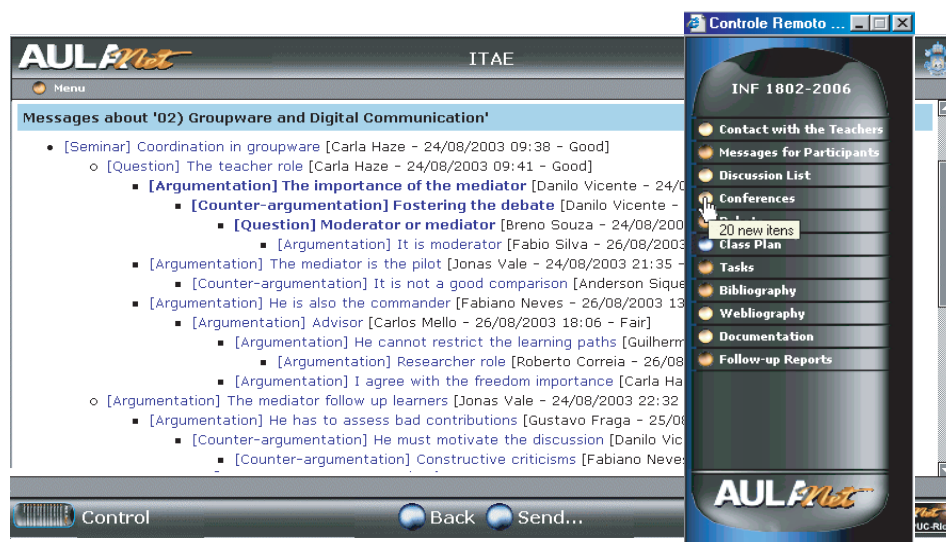 AULANet
ITAE
Menu
Messages about '02) Groupware and Digital Communication'
[Seminar] Coordination in groupware [Carla Haze - 24/08/2003 09:38 - Good]
[Question] The teacher role [Carla Haze - 24/08/2003 09:41 - Good]
[Argumentation] The importance of the mediator [Danilo Vicente - 24/0
[Counter-argumentation] Fostering the debate [Danilo Vicente -
[Question] Moderator or mediator [Breno Souza - 24/08/200
[Argumentation] It is moderator [Fabio Silva - 26/08/2003
[Argumentation] The mediator is the pilot [Jonas Vale - 24/08/2003 21:35 -
[Counter-argumentation] It is not a good comparison [Anderson Sique
[Argumentation] He is also the commander [Fabiano Neves - 26/08/2003 13
[Argumentation] Advisor [Carlos Mello - 26/08/2003 18:06 - Fair]
[Argumentation] He cannot restrict the learning paths [Guilherm
[Argumentation] Researcher role [Roberto Correia - 26/08
[Argumentation] I agree with the freedom importance [Carla Ha
[Argumentation] The mediator follow up learners [Jonas Vale - 24/08/2003 22:32
[Argumentation] He has to assess bad contributions [Gustavo Fraga - 25/08
[Counter-argumentation] He must motivate the discussion [Danilo Vic
[Counter-argumentation] Constructive criticisms [Fabiano Neves
Control
Back
Send...
Controle Remoto ...
INF 1802-2006
Contact with the Teachers
Messages for Participants
Discussion List
Conferences
20 new itens
Class Plan
Tasks
Bibliography
Webliography
Documentation
Follow-up Reports
AULANet
Net
PUC-Rio